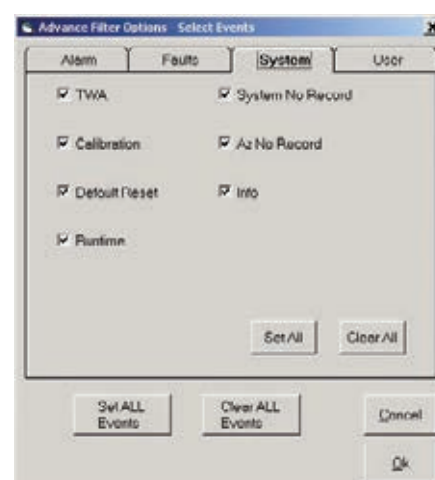 Advance Filter Options Select Events
Alarm Faults System User
TWA System No Record
Calibration Az No Record
Default Reset Info
Runtime
Set All Clear All
Set ALL Events Clear ALL Events Cancel
Ok